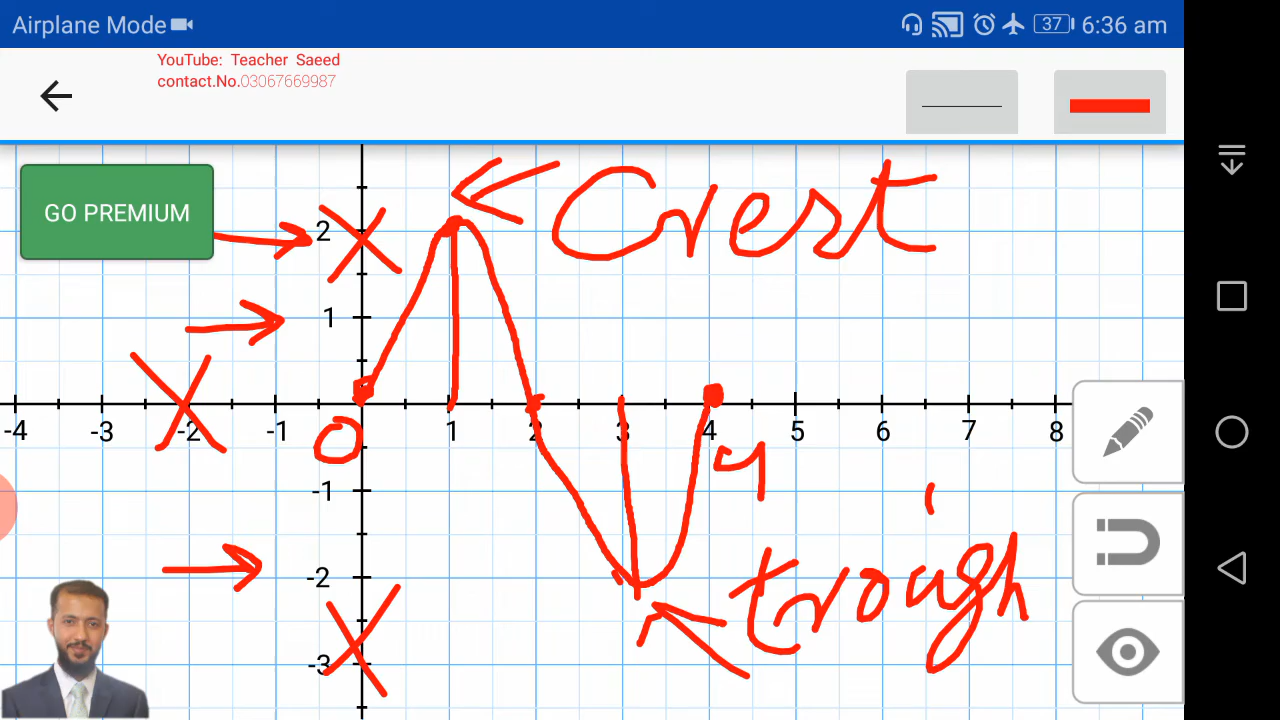 Airplane Mode 37 6:36 am
YouTube: Teacher Saeed
contact.No.03067669987
GO PREMIUM
Crest
2
1
-4 -3 -2 -1 0 1 2 3 4 5 6 7 8
4
-1
-2
trough
-3